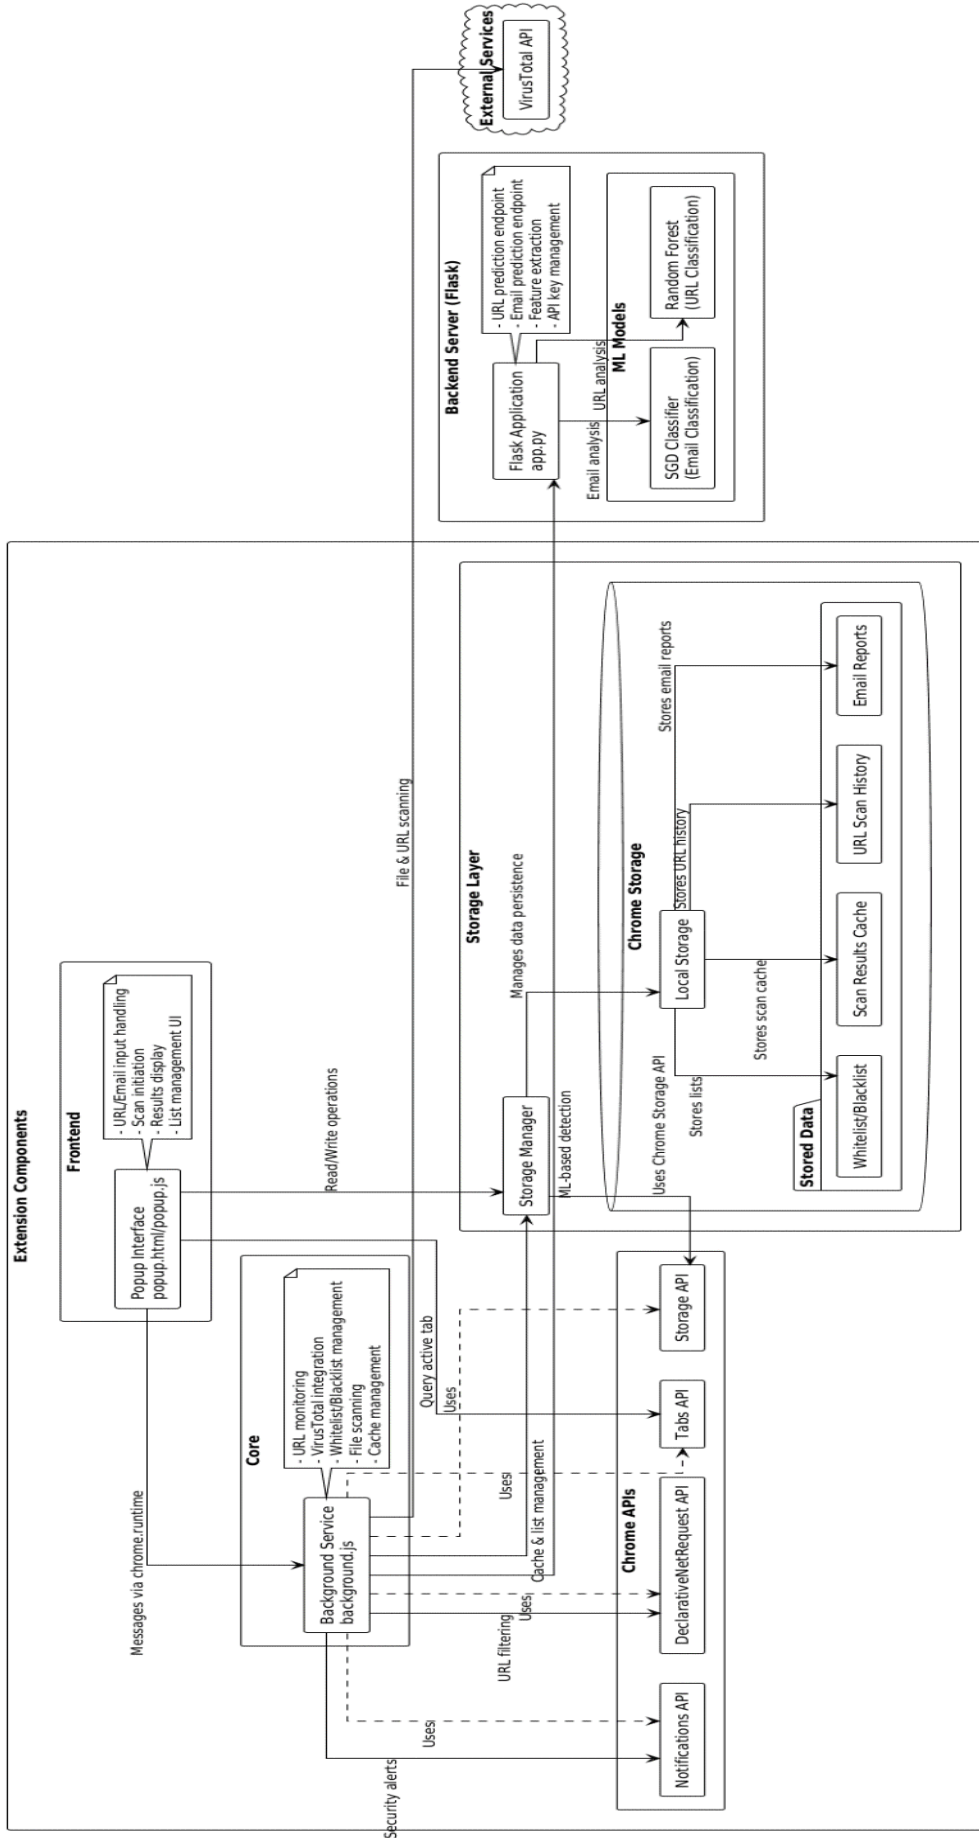 Extension Components
Frontend
Popup Interface
popup.html/popup.js
- URL/Email input handling
- Scan initiation
- Results display
- List management UI
Messages via chrome.runtime
Read/Write operations
Query active tab
Core
Background Service
background.js
- URL monitoring
- VirusTotal integration
- Whitelist/Blacklist management
- File scanning
- Cache management
File & URL scanning
Security alerts
Uses
URL filtering
Uses
Cache & list management
Uses
Uses
ML-based detection
Chrome APIs
Notifications API
DeclarativeNetRequest API
Tabs API
Storage API
Storage Layer
Storage Manager
Manages data persistence
Uses Chrome Storage API
Chrome Storage
Local Storage
Stores lists
Stores scan cache
Stores URL history
Stores email reports
Stored Data
Whitelist/Blacklist
Scan Results Cache
URL Scan History
Email Reports
Backend Server (Flask)
Flask Application
app.py
- URL prediction endpoint
- Email prediction endpoint
- Feature extraction
- API key management
Email analysis
URL analysis
ML Models
SGD Classifier
(Email Classification)
Random Forest
(URL Classification)
External Services
VirusTotal API